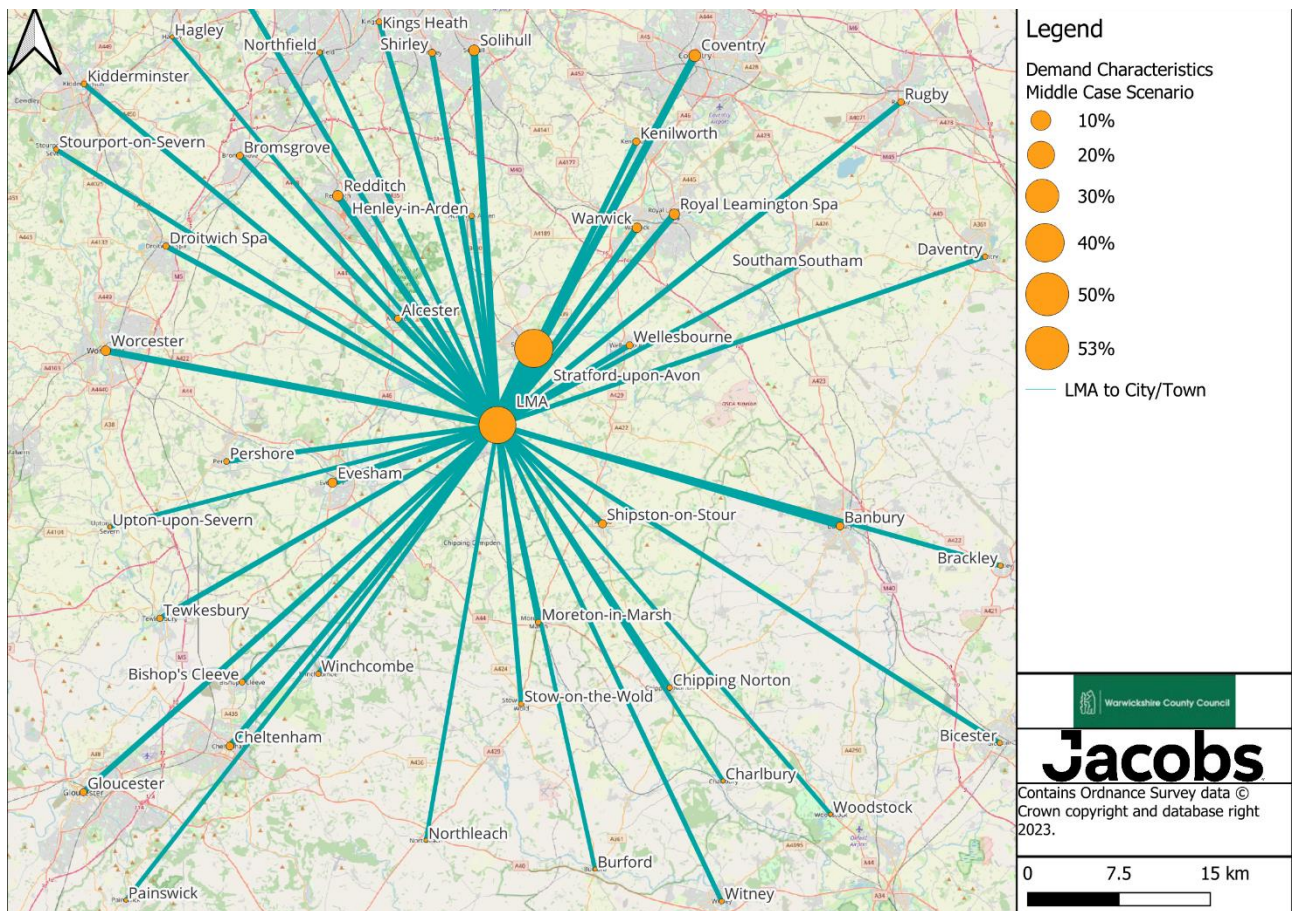 Hagley
Kings Heath
Northfield
Shirley
Solihull
Coventry
Kidderminster
Rugby
Kenilworth
Stourport-on-Severn
Bromsgrove
Redditch
Henley-in-Arden
Royal Leamington Spa
Warwick
Droitwich Spa
Daventry
SouthamSoutham
Alcester
Worcester
Wellesbourne
Stratford-upon-Avon
LMA
Pershore
Evesham
Upton-upon-Severn
Shipston-on-Stour
Banbury
Chipping Campden
Brackley
Tewkesbury
Moreton-in-Marsh
Bishop's Cleeve
Winchcombe
Chipping Norton
Stow-on-the-Wold
Cheltenham
Bicester
Gloucester
Charlbury
Woodstock
Northleach
Burford
Painswick
Witney
Legend
Demand Characteristics
Middle Case Scenario
10%
20%
30%
40%
50%
53%
LMA to City/Town
Warwickshire County Council
Jacobs
Contains Ordnance Survey data ©
Crown copyright and database right
2023.
0 7.5 15 km